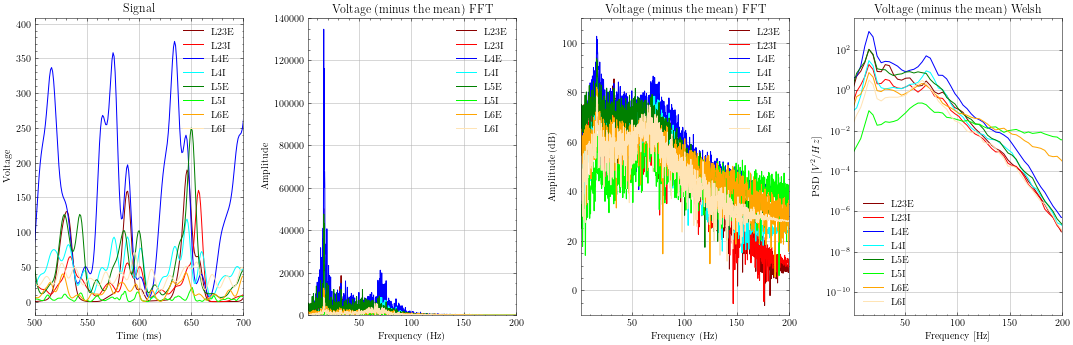 Signal
Voltage
400
350
300
250
200
150
100
50
0
500
550
600
650
700
Time (ms)
L23E
L23I
L4E
L4I
L5E
L5I
L6E
L6I
Voltage (minus the mean) FFT
Amplitude
140000
120000
100000
80000
60000
40000
20000
0
50
100
150
200
Frequency (Hz)
L23E
L23I
L4E
L4I
L5E
L5I
L6E
L6I
Voltage (minus the mean) FFT
Amplitude (dB)
100
80
60
40
20
0
50
100
150
200
Frequency (Hz)
L23E
L23I
L4E
L4I
L5E
L5I
L6E
L6I
Voltage (minus the mean) Welsh
PSD [V²/Hz]
10²
10⁰
10⁻²
10⁻⁴
10⁻⁶
10⁻⁸
10⁻¹⁰
50
100
150
200
Frequency [Hz]
L23E
L23I
L4E
L4I
L5E
L5I
L6E
L6I